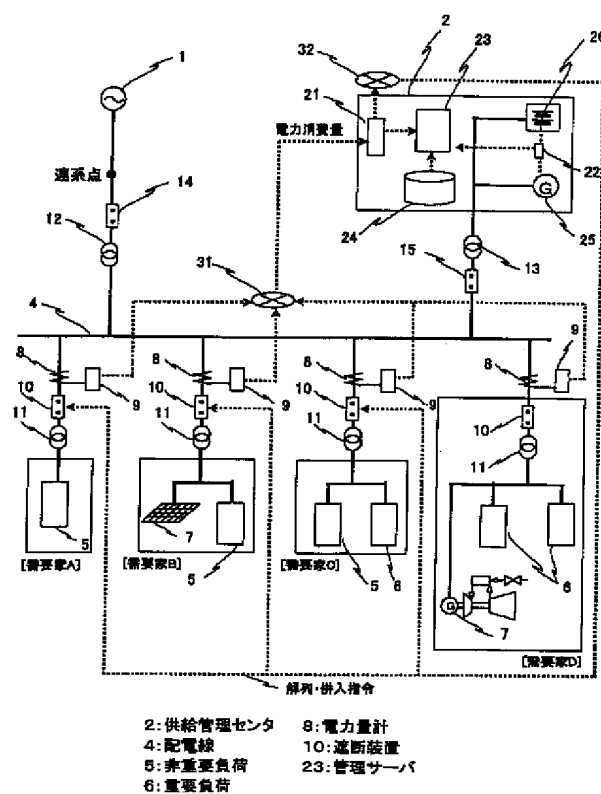 1
2
32
23
26
21
電力消費量
22
24
25
連系点
14
12
13
15
31
4
8
8
8
8
9
9
9
9
10
10
10
10
11
11
11
11
5
7
5
5
6
6
7
G
G
[需要家A]
[需要家B]
[需要家C]
[需要家D]
解列・併入指令
2:供給管理センタ 8:電力量計
4:配電線 10:遮断装置
5:非重要負荷 23:管理サーバ
6:重要負荷